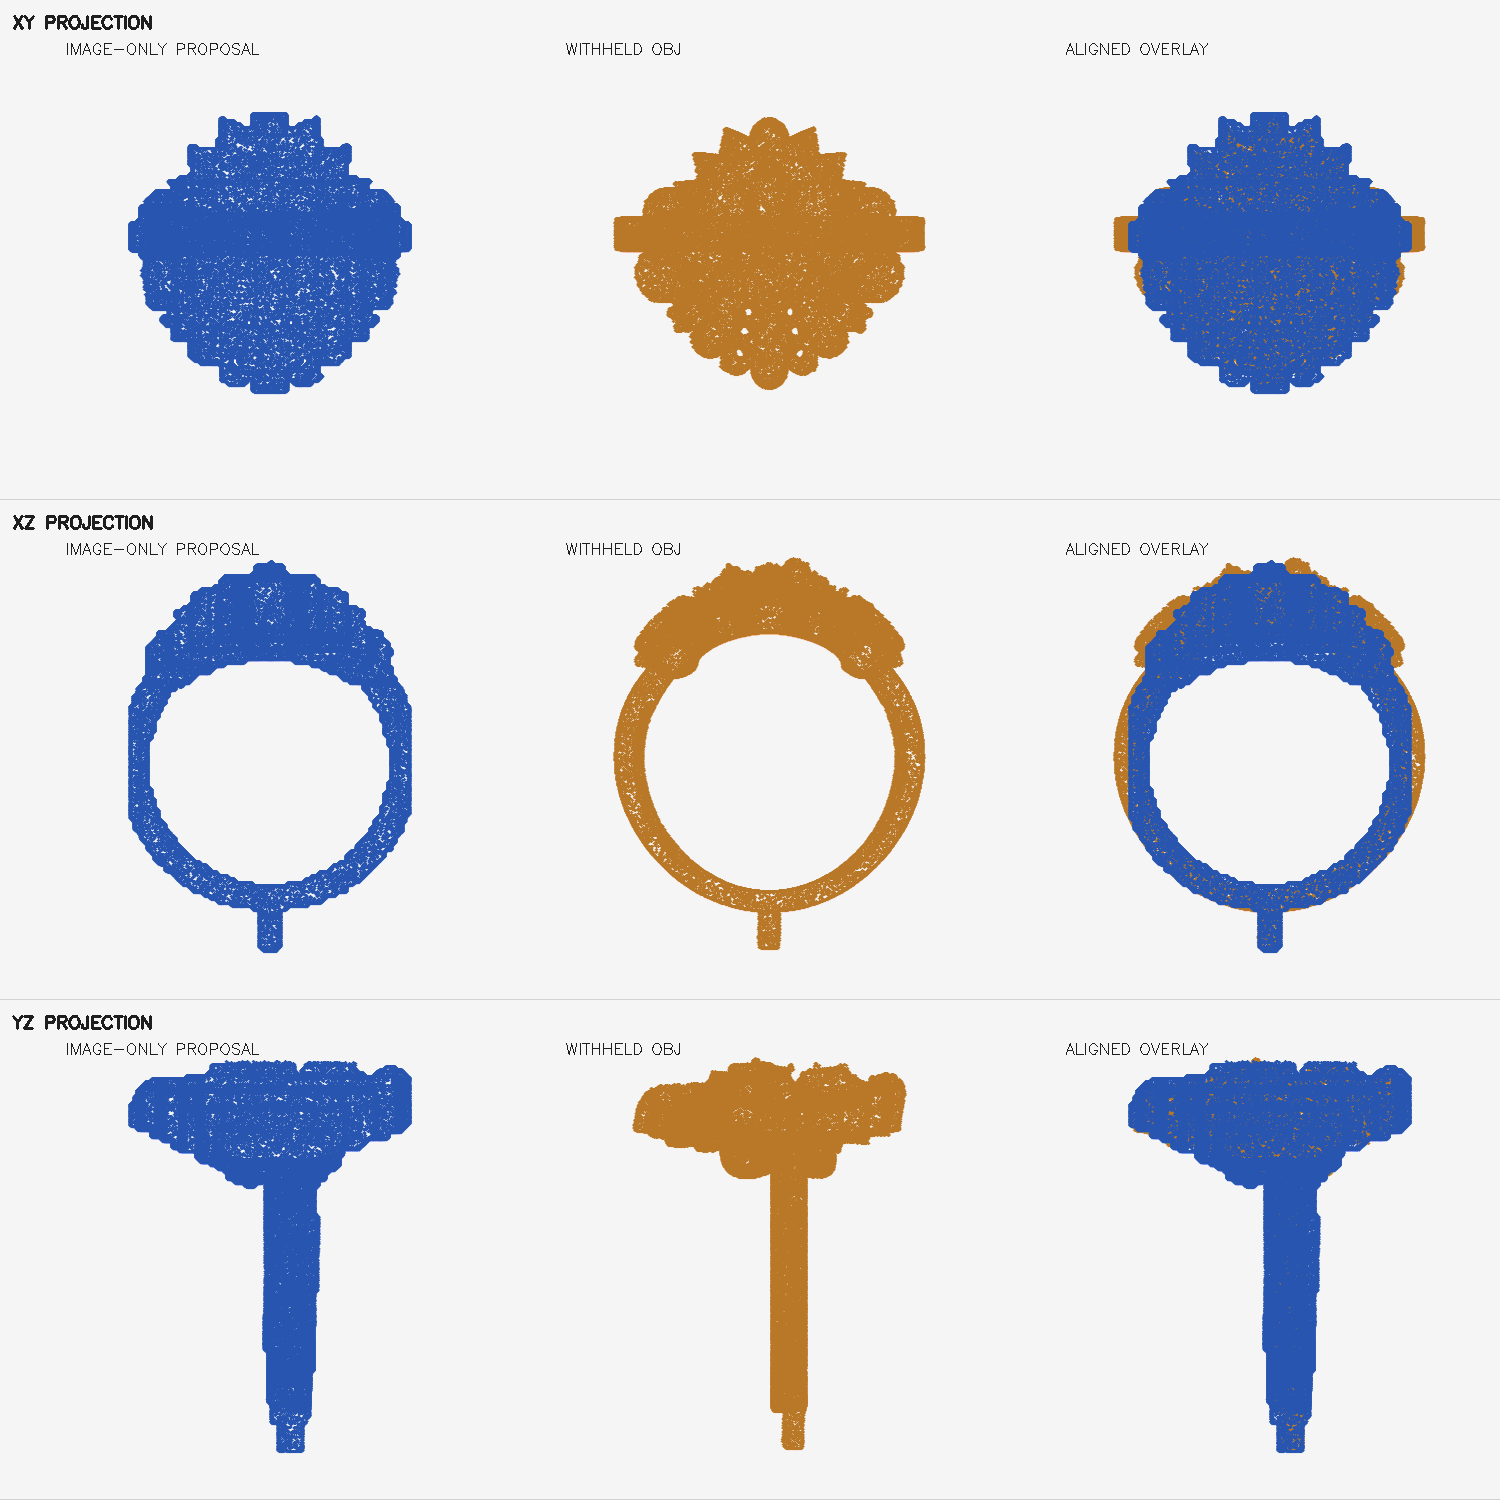 XY PROJECTION
IMAGE-ONLY PROPOSAL
WITHHELD OBJ
ALIGNED OVERLAY
XZ PROJECTION
IMAGE-ONLY PROPOSAL
WITHHELD OBJ
ALIGNED OVERLAY
YZ PROJECTION
IMAGE-ONLY PROPOSAL
WITHHELD OBJ
ALIGNED OVERLAY